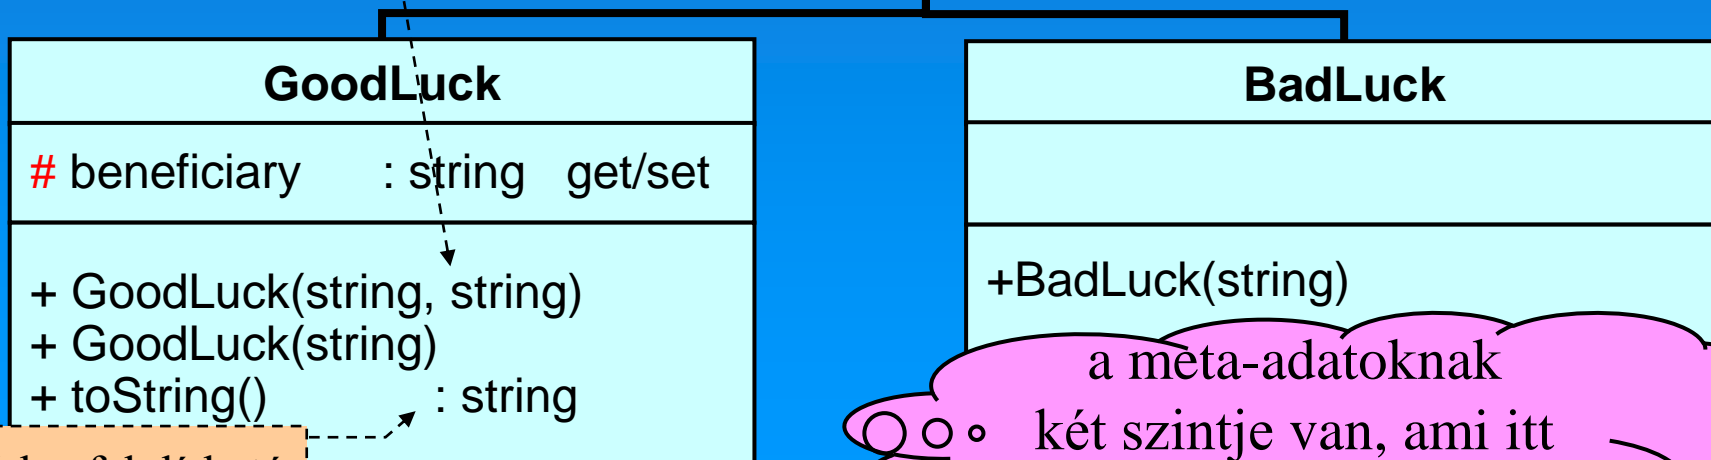 GoodLuck
# beneficiary : string get/set
+ GoodLuck(string, string)
+ GoodLuck(string)
+ toString() : string
BadLuck
+BadLuck(string)
a meta-adatoknak
két szintje van, ami itt